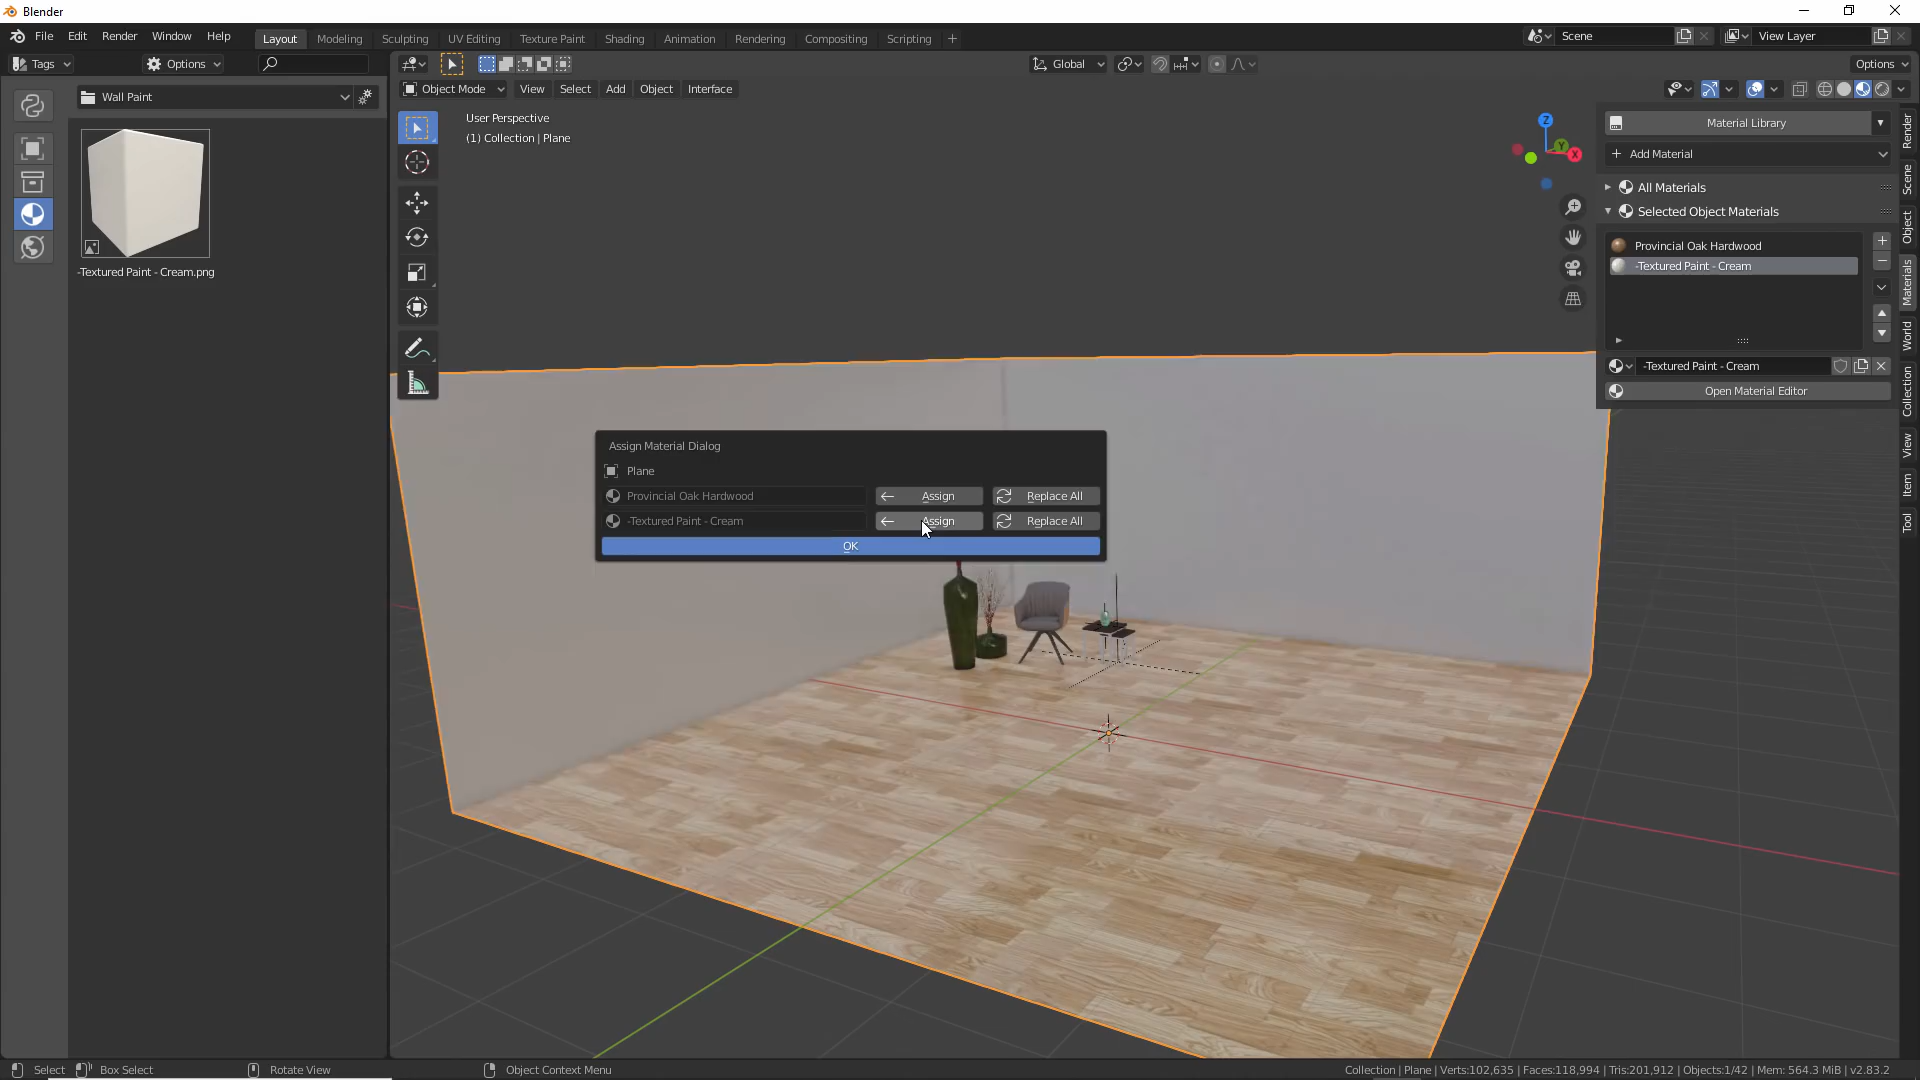 Blender
File Edit Render Window Help
Layout Modeling Sculpting UV Editing Texture Paint Shading Animation Rendering Compositing Scripting +
Scene
View Layer
Tags
Options
Global
Options
Wall Paint
Object Mode View Select Add Object Interface
User Perspective
(1) Collection | Plane
-Textured Paint - Cream.png
Z
Y
X
Material Library
Add Material
All Materials
Selected Object Materials
Provincial Oak Hardwood
-Textured Paint - Cream
-Textured Paint - Cream
Open Material Editor
Render
Scene
Object
Materials
World
Collection
View
Item
Tool
Assign Material Dialog
Plane
Provincial Oak Hardwood Assign Replace All
-Textured Paint - Cream Assign Replace All
OK
Select Box Select Rotate View Object Context Menu
Collection | Plane | Verts:102,635 | Faces:118,994 | Tris:201,912 | Objects:1/42 | Mem: 564.3 MiB | v2.83.2